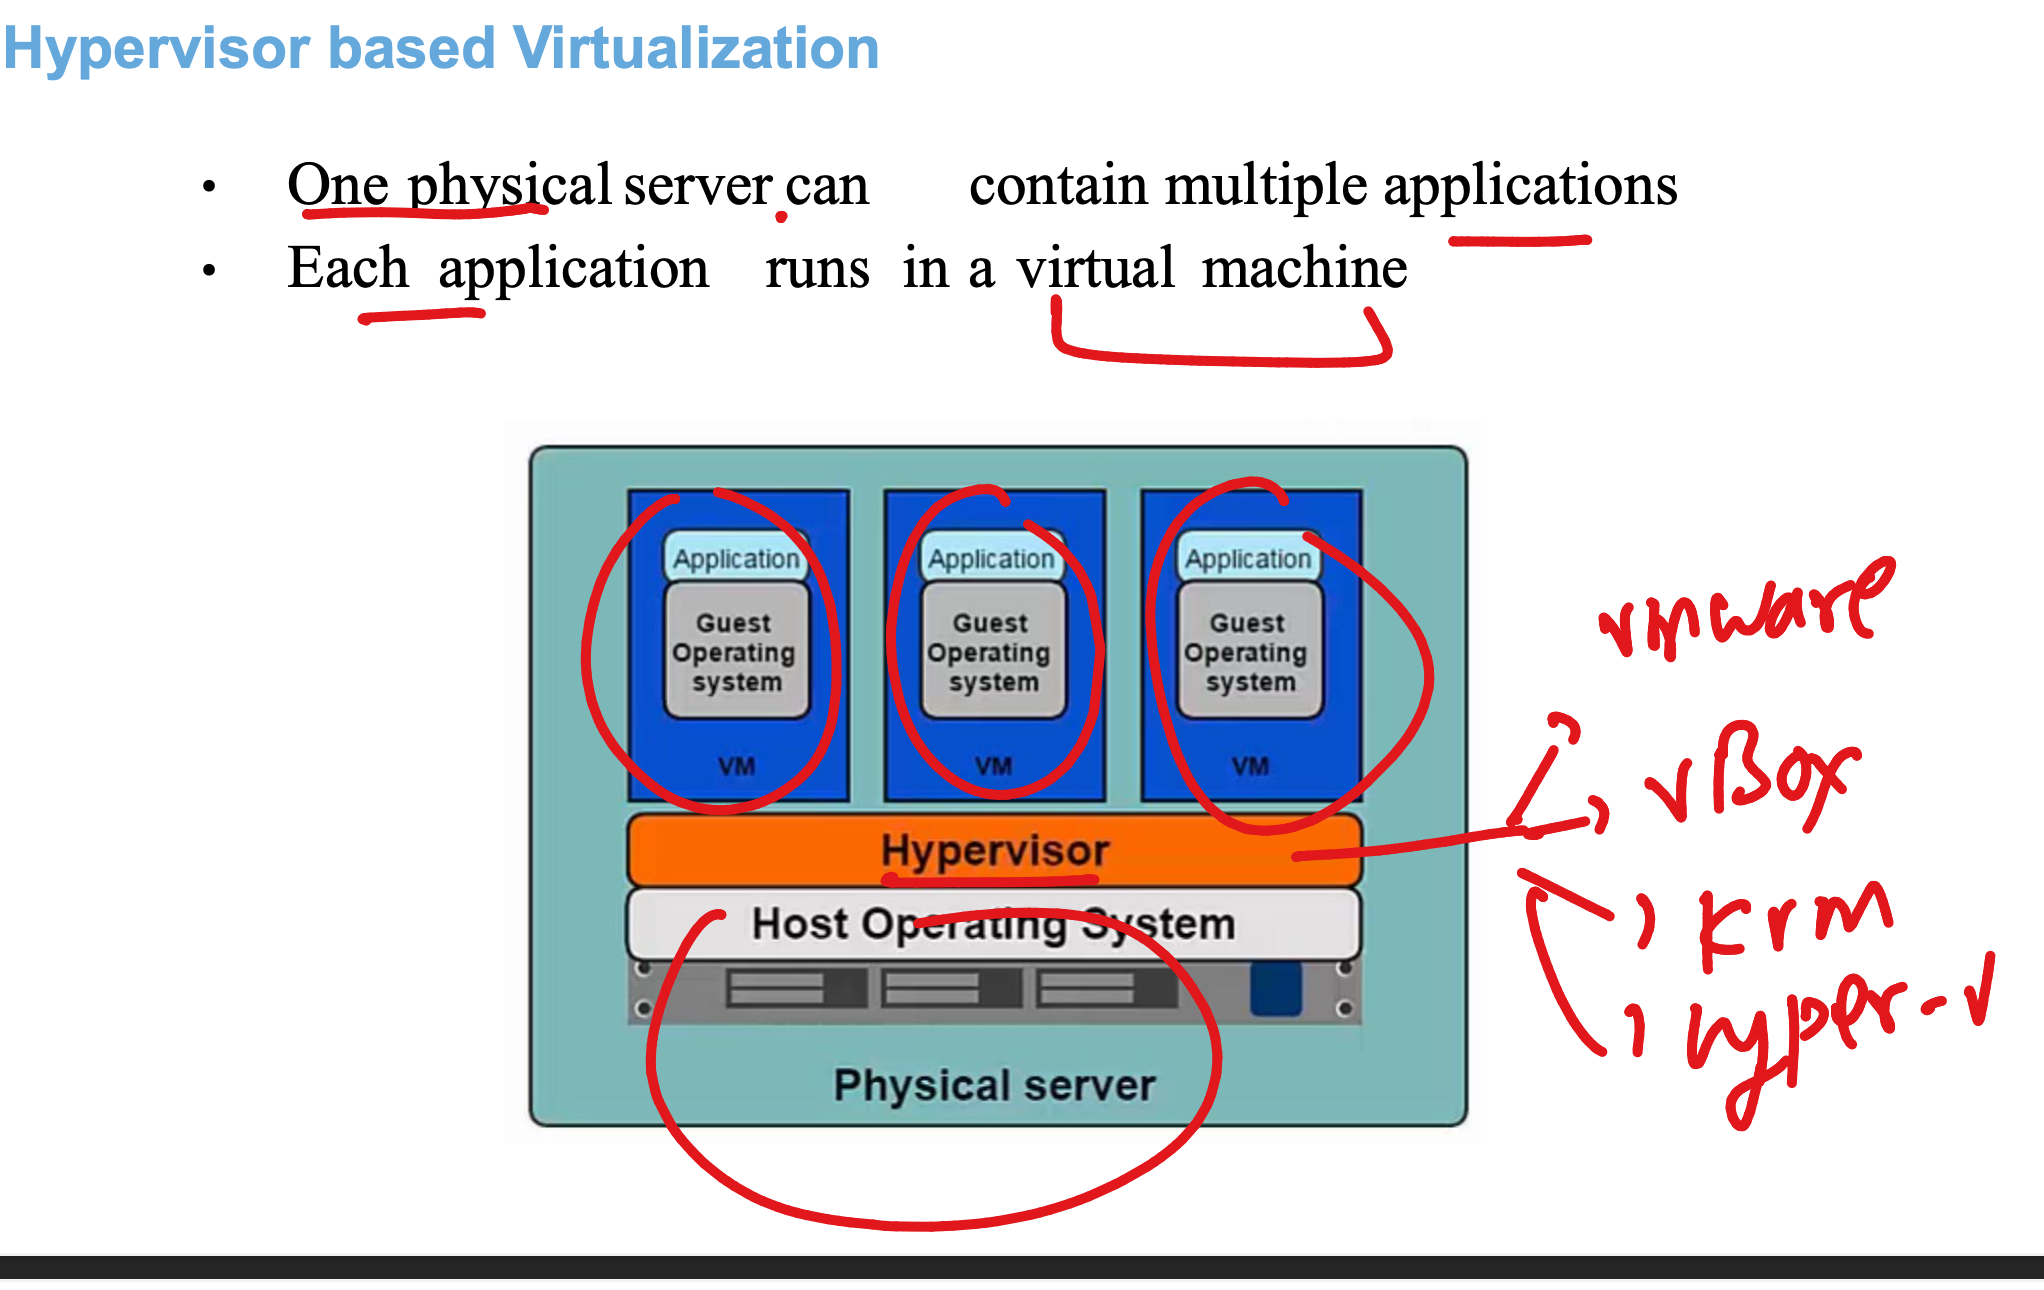 Hypervisor based Virtualization
• One physical server can contain multiple applications
• Each application runs in a virtual machine
Application Application Application
Guest Guest Guest
Operating Operating Operating
system system system
VM VM VM
Hypervisor
Host Operating System
Physical server
vmware
vBox
Kvm
Hyper-v